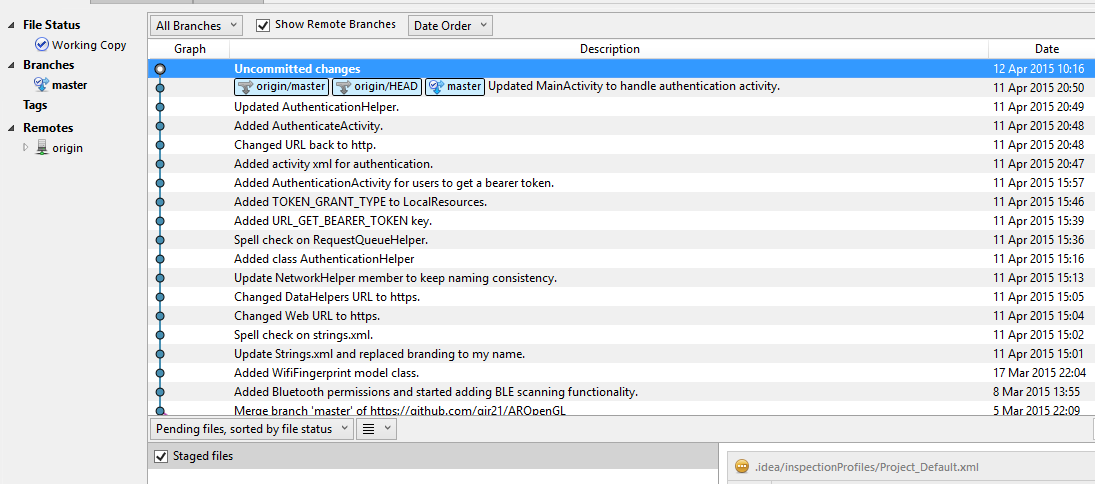 File Status
Working Copy
Branches
master
Tags
Remotes
origin
All Branches Show Remote Branches Date Order
Graph Description Date
Uncommitted changes 12 Apr 2015 10:16
origin/master origin/HEAD master Updated MainActivity to handle authentication activity. 11 Apr 2015 20:50
Updated AuthenticationHelper. 11 Apr 2015 20:49
Added AuthenticateActivity. 11 Apr 2015 20:48
Changed URL back to http. 11 Apr 2015 20:48
Added activity xml for authentication. 11 Apr 2015 20:47
Added AuthenticationActivity for users to get a bearer token. 11 Apr 2015 15:57
Added TOKEN_GRANT_TYPE to LocalResources. 11 Apr 2015 15:46
Added URL_GET_BEARER_TOKEN key. 11 Apr 2015 15:39
Spell check on RequestQueueHelper. 11 Apr 2015 15:36
Added class AuthenticationHelper 11 Apr 2015 15:16
Update NetworkHelper member to keep naming consistency. 11 Apr 2015 15:13
Changed DataHelpers URL to https. 11 Apr 2015 15:05
Changed Web URL to https. 11 Apr 2015 15:04
Spell check on strings.xml. 11 Apr 2015 15:02
Update Strings.xml and replaced branding to my name. 11 Apr 2015 15:01
Added WifiFingerprint model class. 17 Mar 2015 22:04
Added Bluetooth permissions and started adding BLE scanning functionality. 8 Mar 2015 13:55
Merge branch 'master' of https://github.com/gjr21/AROpenGL 5 Mar 2015 22:09
Pending files, sorted by file status
Staged files
.idea/inspectionProfiles/Project_Default.xml